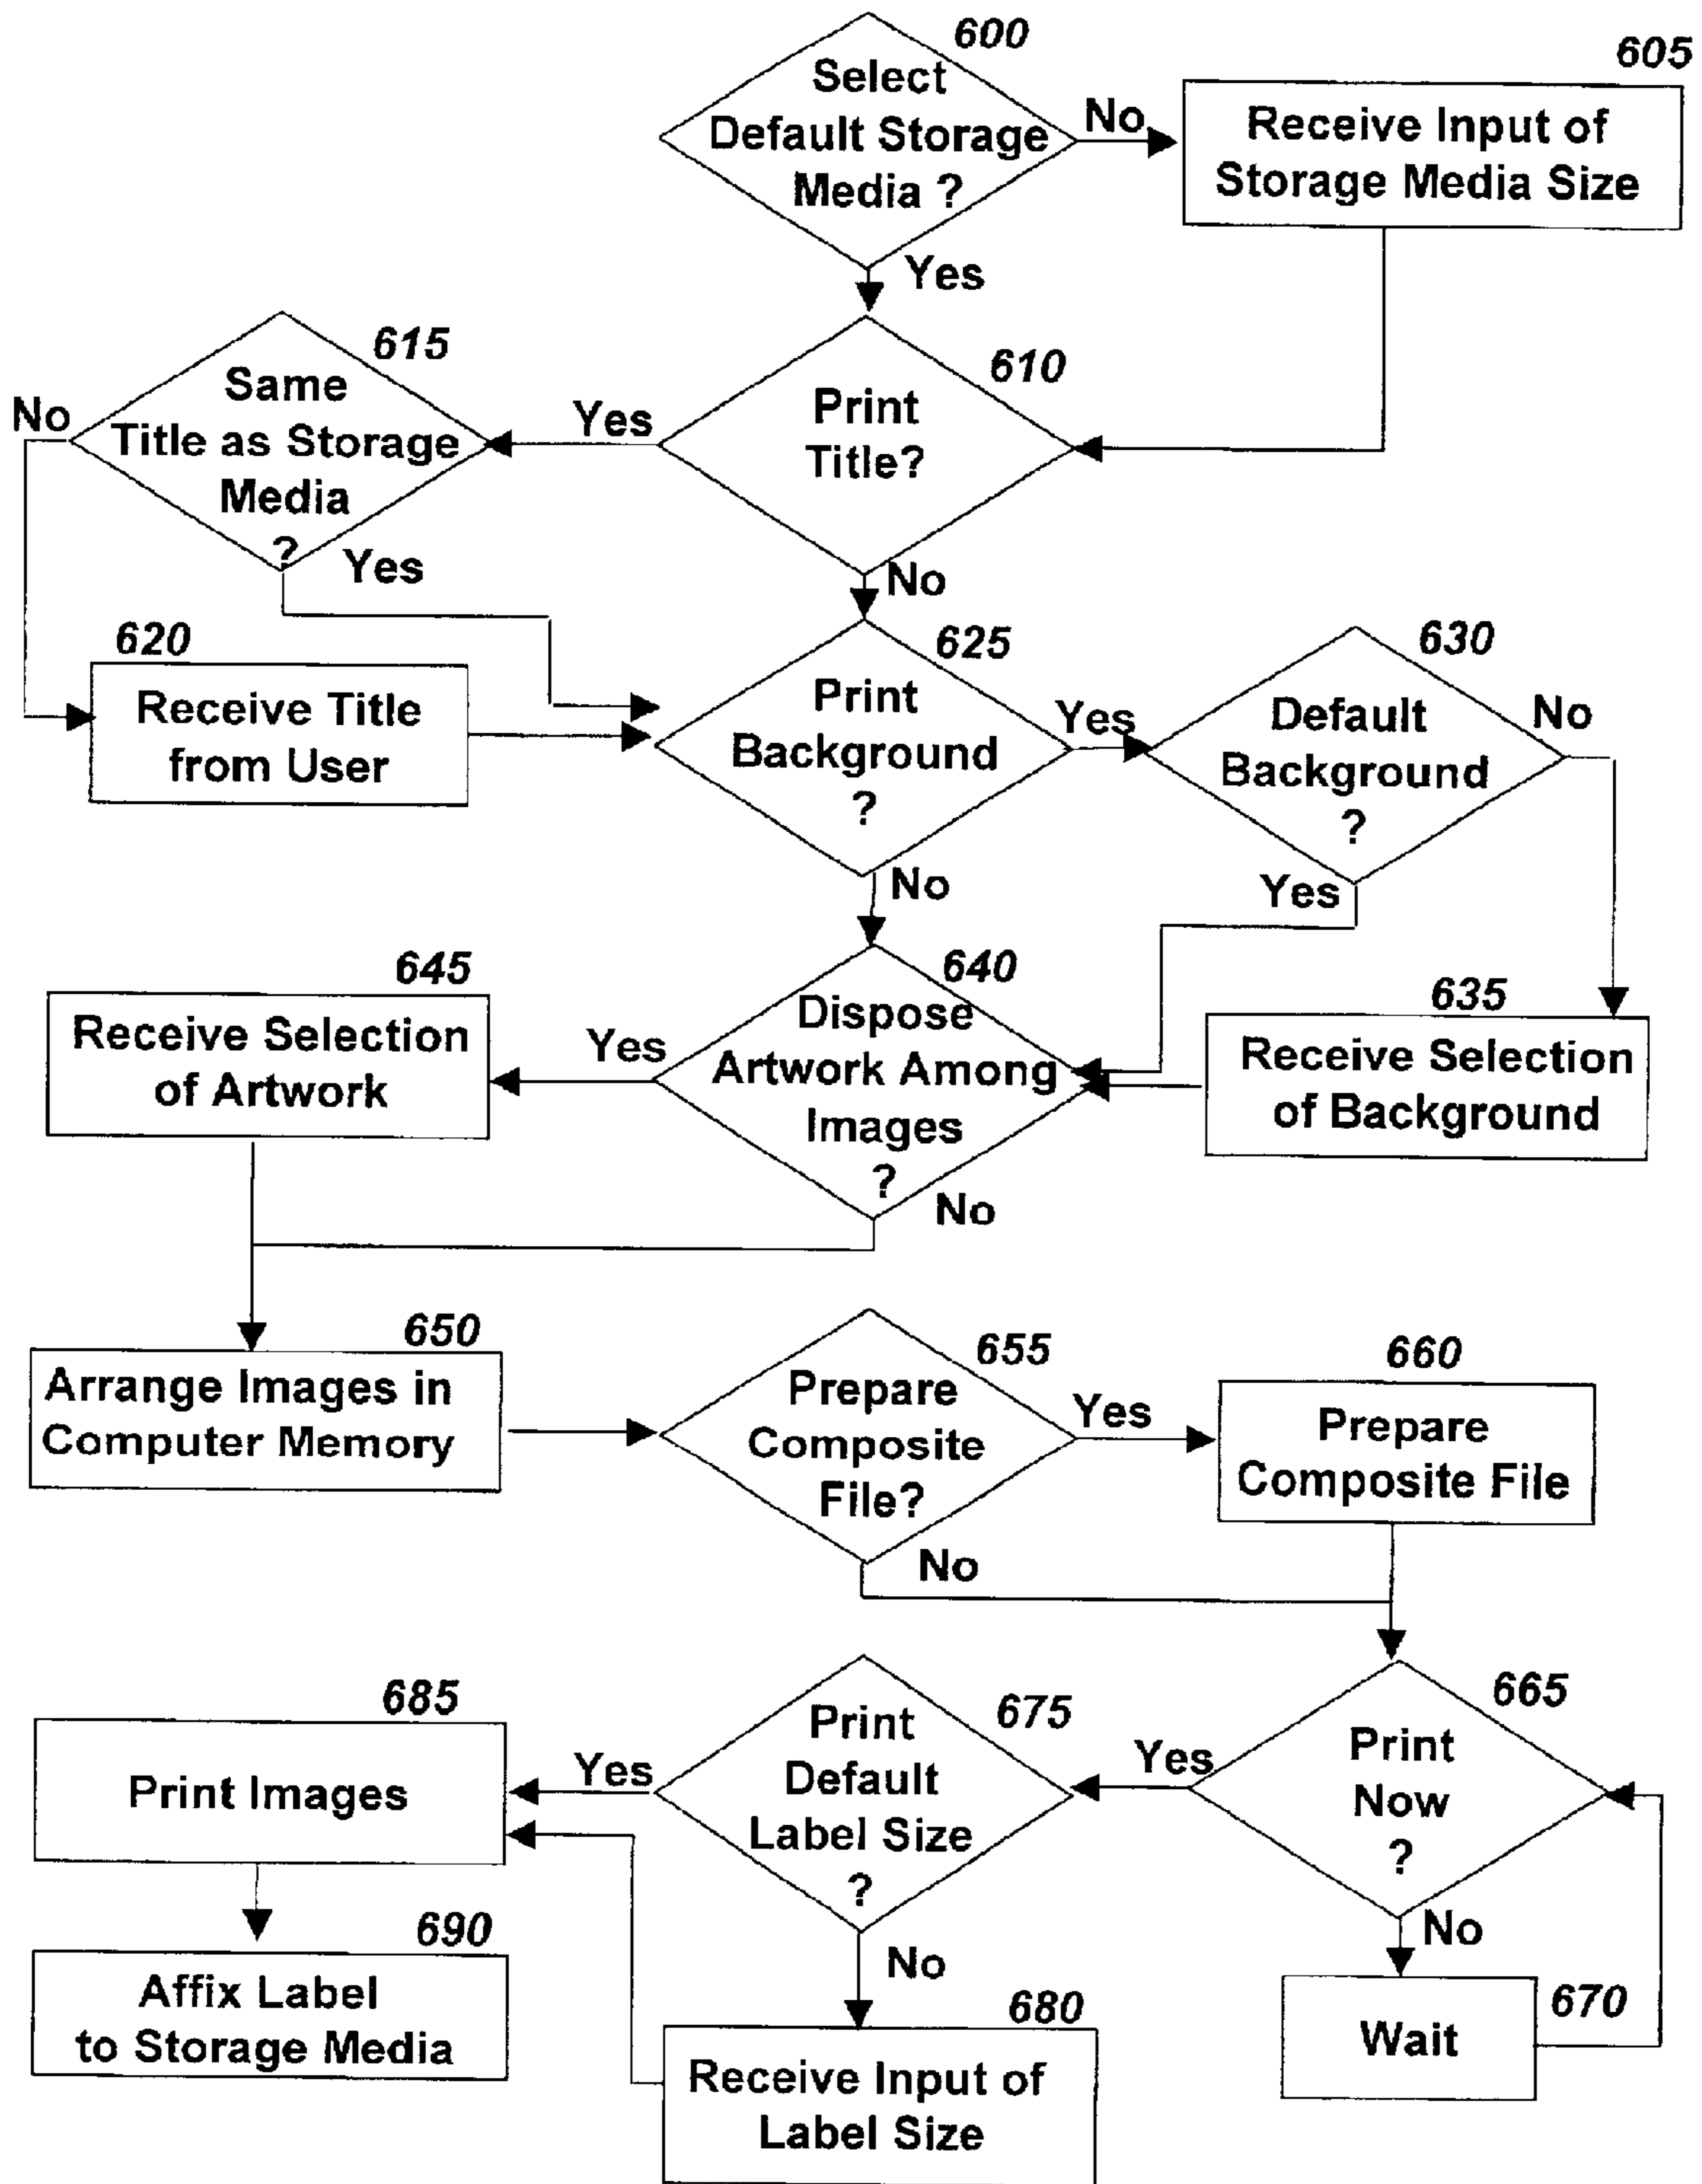 600
Select
Default Storage
Media ?
No
605
Receive Input of
Storage Media Size
Yes
615
Same
Title as Storage
Media
?
No
Yes
610
Print
Title?
Yes
No
620
Receive Title
from User
625
Print
Background
?
Yes
No
630
Default
Background
?
No
Yes
645
Receive Selection
of Artwork
Yes
640
Dispose
Artwork Among
Images
?
No
635
Receive Selection
of Background
650
Arrange Images in
Computer Memory
655
Prepare
Composite
File?
Yes
No
660
Prepare
Composite File
685
Print Images
Yes
675
Print
Default
Label Size
?
No
Yes
665
Print
Now
?
No
690
Affix Label
to Storage Media
680
Receive Input of
Label Size
670
Wait